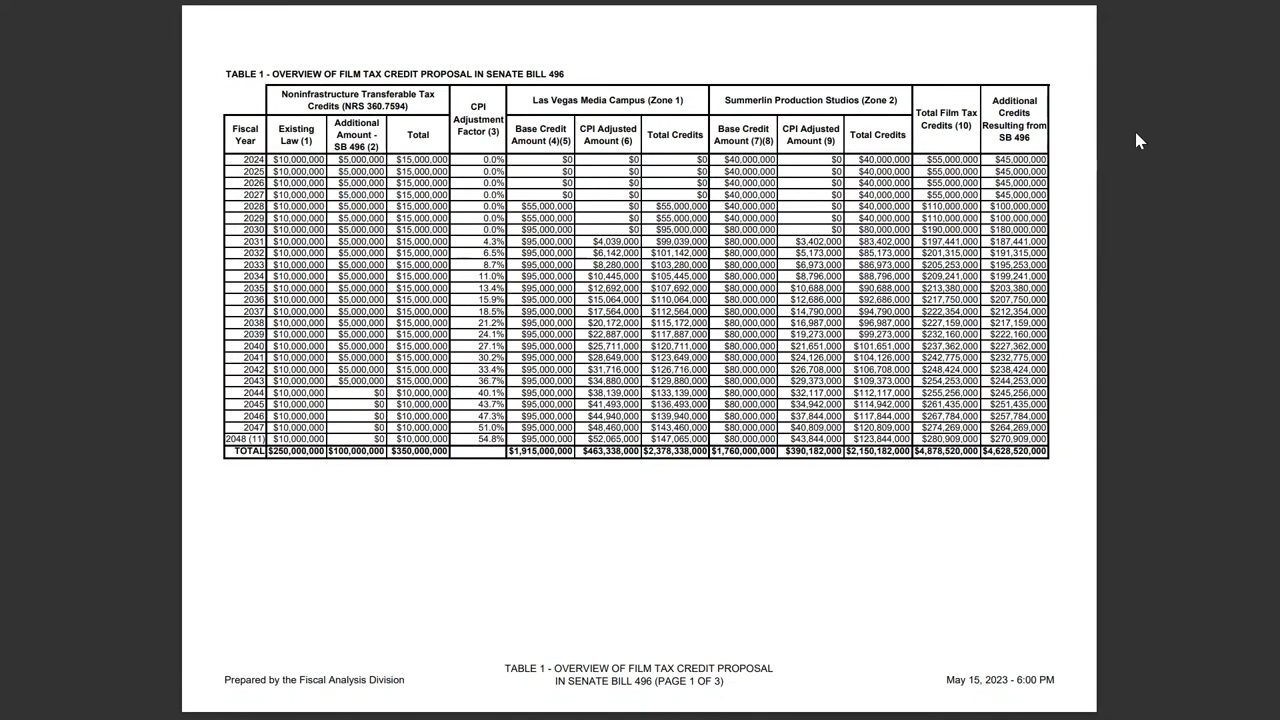 TABLE 1 - OVERVIEW OF FILM TAX CREDIT PROPOSAL IN SENATE BILL 496
Noninfrastructure Transferable Tax Credits (NRS 360.7594) CPI Adjustment Factor (3) Las Vegas Media Campus (Zone 1) Summerlin Production Studios (Zone 2) Total Film Tax Credits (10) Additional Credits Resulting from SB 496
Fiscal Year Existing Law (1) Additional Amount - SB 496 (2) Total Base Credit Amount (4)(5) CPI Adjusted Amount (6) Total Credits Base Credit Amount (7)(8) CPI Adjusted Amount (9) Total Credits
2024 $10,000,000 $5,000,000 $15,000,000 0.0% $0 $0 $0 $40,000,000 $0 $40,000,000 $55,000,000 $45,000,000
2025 $10,000,000 $5,000,000 $15,000,000 0.0% $0 $0 $0 $40,000,000 $0 $40,000,000 $55,000,000 $45,000,000
2026 $10,000,000 $5,000,000 $15,000,000 0.0% $0 $0 $0 $40,000,000 $0 $40,000,000 $55,000,000 $45,000,000
2027 $10,000,000 $5,000,000 $15,000,000 0.0% $0 $0 $0 $40,000,000 $0 $40,000,000 $55,000,000 $45,000,000
2028 $10,000,000 $5,000,000 $15,000,000 0.0% $55,000,000 $0 $55,000,000 $40,000,000 $0 $40,000,000 $110,000,000 $100,000,000
2029 $10,000,000 $5,000,000 $15,000,000 0.0% $55,000,000 $0 $55,000,000 $40,000,000 $0 $40,000,000 $110,000,000 $100,000,000
2030 $10,000,000 $5,000,000 $15,000,000 0.0% $95,000,000 $0 $95,000,000 $80,000,000 $0 $80,000,000 $190,000,000 $180,000,000
2031 $10,000,000 $5,000,000 $15,000,000 4.3% $95,000,000 $4,039,000 $99,039,000 $80,000,000 $3,402,000 $83,402,000 $197,441,000 $187,441,000
2032 $10,000,000 $5,000,000 $15,000,000 6.5% $95,000,000 $6,142,000 $101,142,000 $80,000,000 $5,173,000 $85,173,000 $201,315,000 $191,315,000
2033 $10,000,000 $5,000,000 $15,000,000 8.7% $95,000,000 $8,280,000 $103,280,000 $80,000,000 $6,973,000 $86,973,000 $205,253,000 $195,253,000
2034 $10,000,000 $5,000,000 $15,000,000 11.0% $95,000,000 $10,445,000 $105,445,000 $80,000,000 $8,796,000 $88,796,000 $209,241,000 $199,241,000
2035 $10,000,000 $5,000,000 $15,000,000 13.4% $95,000,000 $12,692,000 $107,692,000 $80,000,000 $10,688,000 $90,688,000 $213,380,000 $203,380,000
2036 $10,000,000 $5,000,000 $15,000,000 15.9% $95,000,000 $15,064,000 $110,064,000 $80,000,000 $12,686,000 $92,686,000 $217,750,000 $207,750,000
2037 $10,000,000 $5,000,000 $15,000,000 18.5% $95,000,000 $17,564,000 $112,564,000 $80,000,000 $14,790,000 $94,790,000 $222,354,000 $212,354,000
2038 $10,000,000 $5,000,000 $15,000,000 21.2% $95,000,000 $20,172,000 $115,172,000 $80,000,000 $16,987,000 $96,987,000 $227,159,000 $217,159,000
2039 $10,000,000 $5,000,000 $15,000,000 24.1% $95,000,000 $22,887,000 $117,887,000 $80,000,000 $19,273,000 $99,273,000 $232,160,000 $222,160,000
2040 $10,000,000 $5,000,000 $15,000,000 27.1% $95,000,000 $25,711,000 $120,711,000 $80,000,000 $21,651,000 $101,651,000 $237,362,000 $227,362,000
2041 $10,000,000 $5,000,000 $15,000,000 30.2% $95,000,000 $28,649,000 $123,649,000 $80,000,000 $24,126,000 $104,126,000 $242,775,000 $232,775,000
2042 $10,000,000 $5,000,000 $15,000,000 33.4% $95,000,000 $31,716,000 $126,716,000 $80,000,000 $26,708,000 $106,708,000 $248,424,000 $238,424,000
2043 $10,000,000 $5,000,000 $15,000,000 36.7% $95,000,000 $34,880,000 $129,880,000 $80,000,000 $29,373,000 $109,373,000 $254,253,000 $244,253,000
2044 $10,000,000 $0 $10,000,000 40.1% $95,000,000 $38,139,000 $133,139,000 $80,000,000 $32,117,000 $112,117,000 $255,256,000 $245,256,000
2045 $10,000,000 $0 $10,000,000 43.7% $95,000,000 $41,493,000 $136,493,000 $80,000,000 $34,942,000 $114,942,000 $261,435,000 $251,435,000
2046 $10,000,000 $0 $10,000,000 47.3% $95,000,000 $44,940,000 $139,940,000 $80,000,000 $37,844,000 $117,844,000 $267,784,000 $257,784,000
2047 $10,000,000 $0 $10,000,000 51.0% $95,000,000 $48,460,000 $143,460,000 $80,000,000 $40,809,000 $120,809,000 $274,269,000 $264,269,000
2048 (11) $10,000,000 $0 $10,000,000 54.8% $95,000,000 $52,065,000 $147,065,000 $80,000,000 $43,844,000 $123,844,000 $280,909,000 $270,909,000
TOTAL $250,000,000 $100,000,000 $350,000,000 $1,915,000,000 $463,338,000 $2,378,338,000 $1,760,000,000 $390,182,000 $2,150,182,000 $4,878,520,000 $4,628,520,000
TABLE 1 - OVERVIEW OF FILM TAX CREDIT PROPOSAL
Prepared by the Fiscal Analysis Division IN SENATE BILL 496 (PAGE 1 OF 3) May 15, 2023 - 6:00 PM